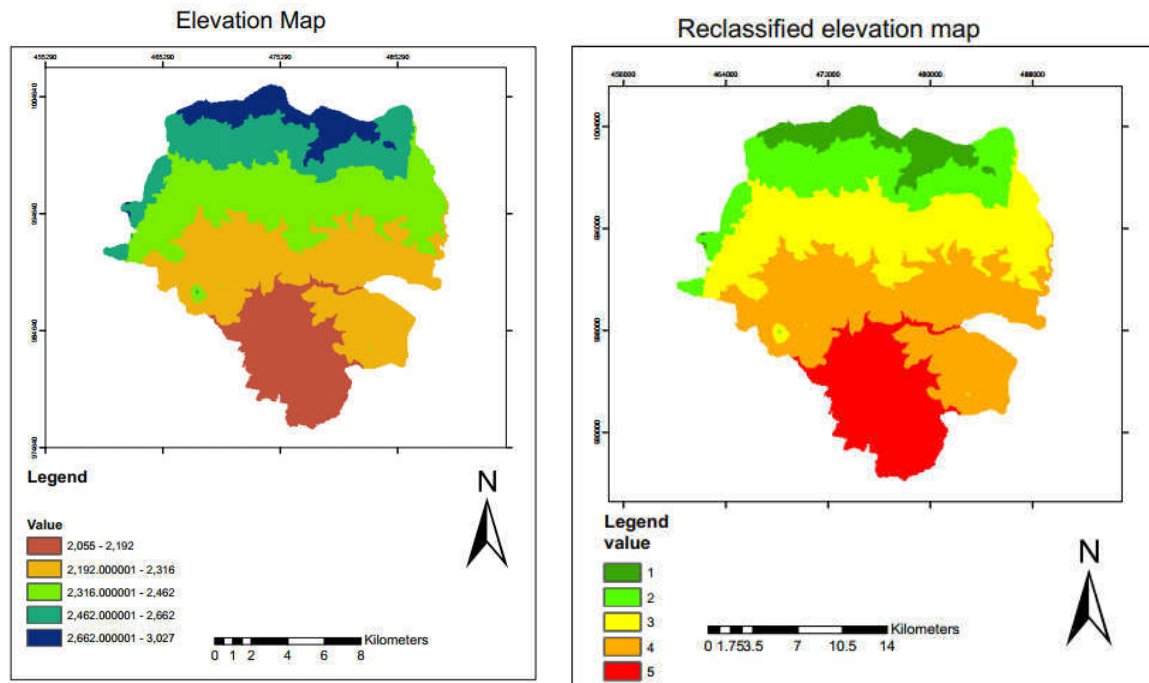 Elevation Map
455290 465290 475290 485290
974640
Legend
Value
2,055 - 2,192
2,192.000001 - 2,316
2,316.000001 - 2,462
2,462.000001 - 2,662
2,662.000001 - 3,027
N
Kilometers
0 1 2 4 6 8
Reclassified elevation map
456000 464000 472000 480000 488000
Legend
value
1
2
3
4
5
N
Kilometers
0 1.753.5 7 10.5 14